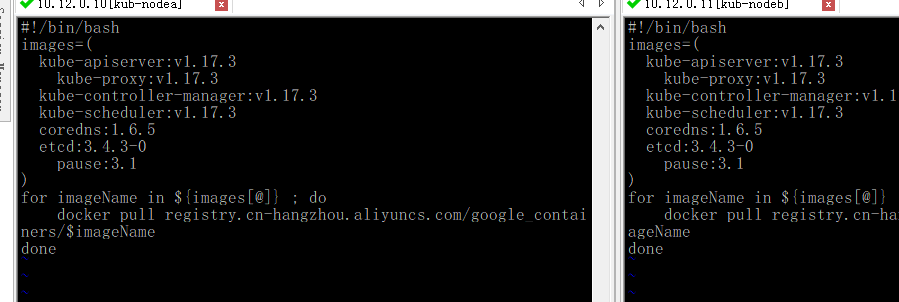 10.12.0.10[kub-nodea]
#!/bin/bash
images=(
  kube-apiserver:v1.17.3
    kube-proxy:v1.17.3
  kube-controller-manager:v1.17.3
  kube-scheduler:v1.17.3
  coredns:1.6.5
  etcd:3.4.3-0
    pause:3.1
)
for imageName in ${images[@]} ; do
    docker pull registry.cn-hangzhou.aliyuncs.com/google_contai
ners/$imageName
done
~
~
10.12.0.11[kub-nodeb]
#!/bin/bash
images=(
  kube-apiserver:v1.17.3
    kube-proxy:v1.17.3
  kube-controller-manager:v1.1
  kube-scheduler:v1.17.3
  coredns:1.6.5
  etcd:3.4.3-0
    pause:3.1
)
for imageName in ${images[@]}
    docker pull registry.cn-ha
ageName
done
~
~